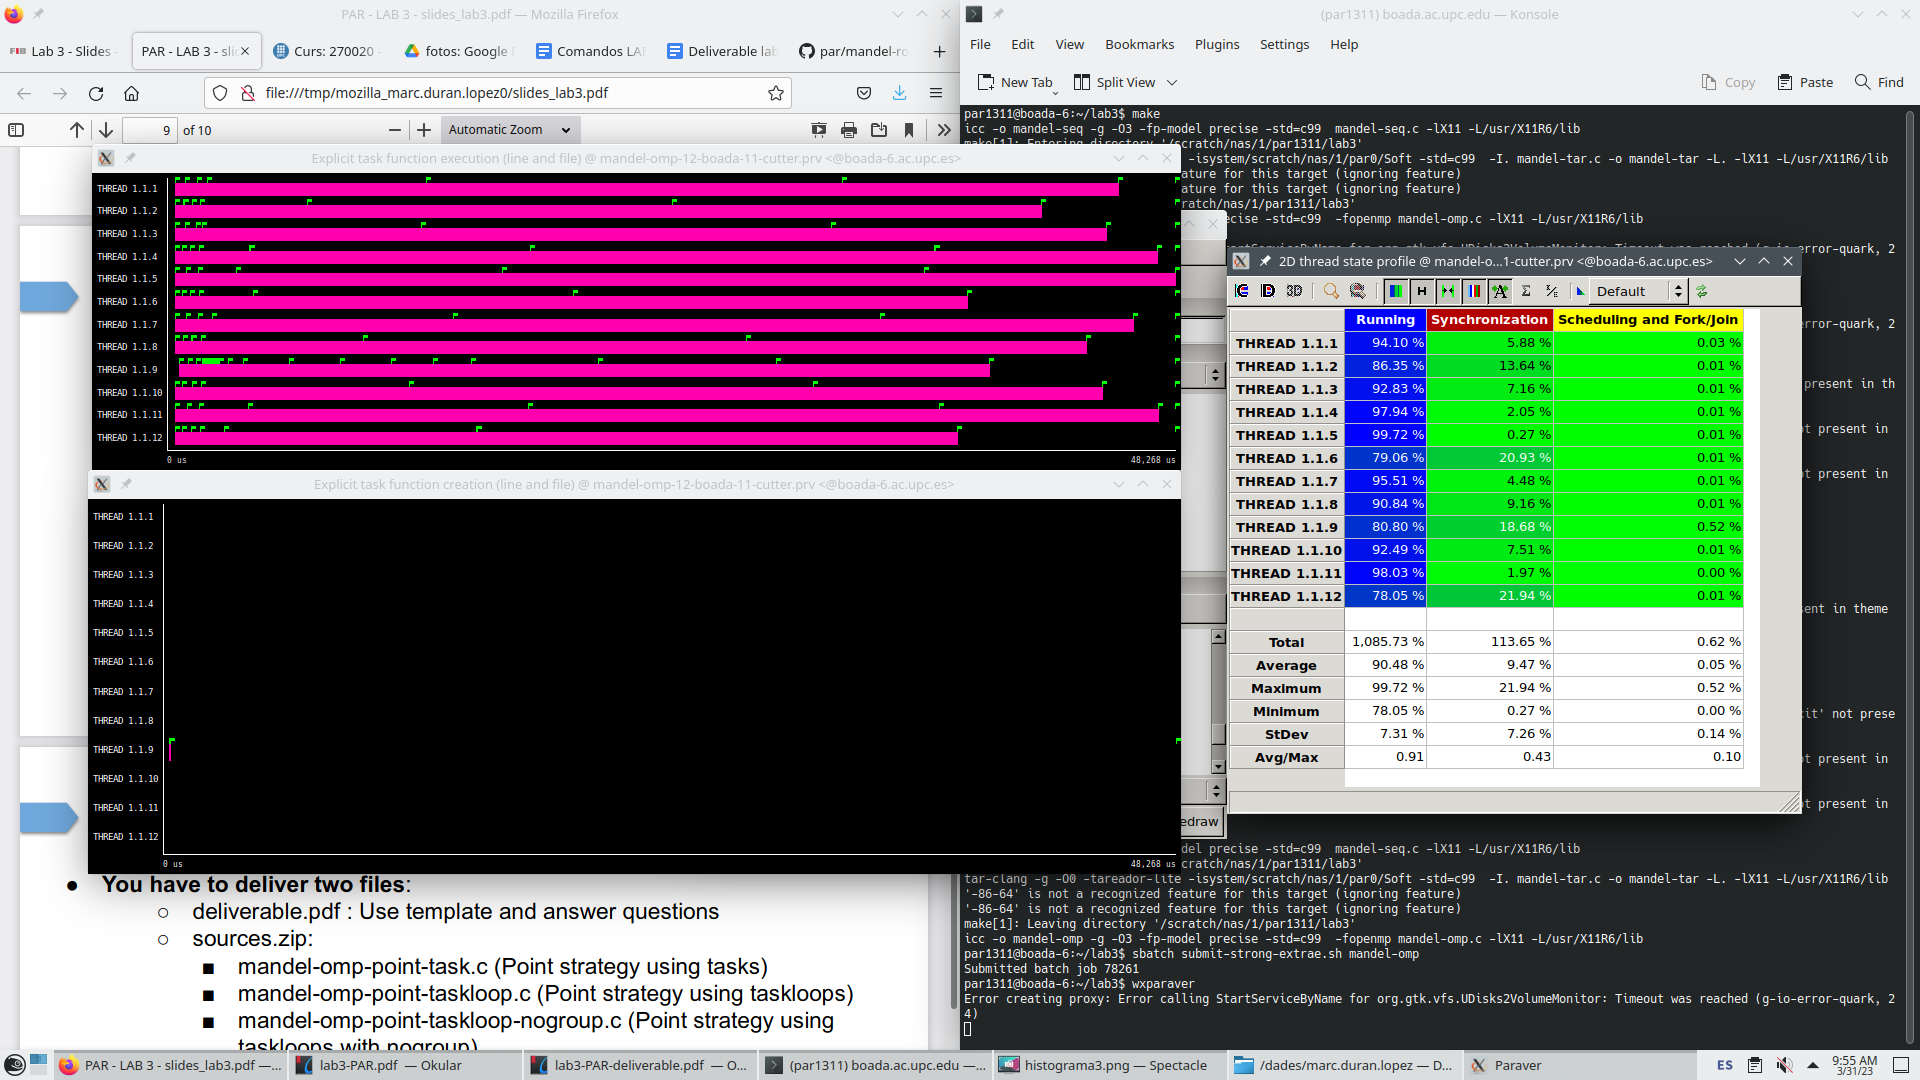 PAR - LAB 3 - slides_lab3.pdf — Mozilla Firefox
Lab 3 - Slides -
PAR - LAB 3 - sli
Curs: 270020 -
fotos: Google
Comandos LA
Deliverable lab
par/mandel-ro
file:///tmp/mozilla_marc.duran.lopez0/slides_lab3.pdf
9 of 10
Automatic Zoom
Explicit task function execution (line and file) @ mandel-omp-12-boada-11-cutter.prv <@boada-6.ac.upc.es>
THREAD 1.1.1
THREAD 1.1.2
THREAD 1.1.3
THREAD 1.1.4
THREAD 1.1.5
THREAD 1.1.6
THREAD 1.1.7
THREAD 1.1.8
THREAD 1.1.9
THREAD 1.1.10
THREAD 1.1.11
THREAD 1.1.12
0 us 48,268 us
Explicit task function creation (line and file) @ mandel-omp-12-boada-11-cutter.prv <@boada-6.ac.upc.es>
THREAD 1.1.1
THREAD 1.1.2
THREAD 1.1.3
THREAD 1.1.4
THREAD 1.1.5
THREAD 1.1.6
THREAD 1.1.7
THREAD 1.1.8
THREAD 1.1.9
THREAD 1.1.10
THREAD 1.1.11
THREAD 1.1.12
0 us 48,268 us
edraw
● You have to deliver two files:
○ deliverable.pdf : Use template and answer questions
○ sources.zip:
■ mandel-omp-point-task.c (Point strategy using tasks)
■ mandel-omp-point-taskloop.c (Point strategy using taskloops)
■ mandel-omp-point-taskloop-nogroup.c (Point strategy using
taskloops with nogroup)
(par1311) boada.ac.upc.edu — Konsole
File Edit View Bookmarks Plugins Settings Help
New Tab Split View Copy Paste Find
par1311@boada-6:~/lab3$ make
icc -o mandel-seq -g -O3 -fp-model precise -std=c99  mandel-seq.c -lX11 -L/usr/X11R6/lib
make[1]: Entering directory '/scratch/nas/1/par1311/lab3'
-isystem/scratch/nas/1/par0/Soft -std=c99  -I. mandel-tar.c -o mandel-tar -L. -lX11 -L/usr/X11R6/lib
ature for this target (ignoring feature)
ature for this target (ignoring feature)
cratch/nas/1/par1311/lab3'
ecise -std=c99  -fopenmp mandel-omp.c -lX11 -L/usr/X11R6/lib
tartServiceByName for org.gtk.vfs.UDisks2VolumeMonitor: Timeout was reached (g-io-error-quark, 2
error-quark, 2
present in th
t present in
t present in
ent in theme
it' not prese
t present in
t present in
2D thread state profile @ mandel-o...1-cutter.prv <@boada-6.ac.upc.es>
3D H Default
Running Synchronization Scheduling and Fork/Join
THREAD 1.1.1 94.10 % 5.88 % 0.03 %
THREAD 1.1.2 86.35 % 13.64 % 0.01 %
THREAD 1.1.3 92.83 % 7.16 % 0.01 %
THREAD 1.1.4 97.94 % 2.05 % 0.01 %
THREAD 1.1.5 99.72 % 0.27 % 0.01 %
THREAD 1.1.6 79.06 % 20.93 % 0.01 %
THREAD 1.1.7 95.51 % 4.48 % 0.01 %
THREAD 1.1.8 90.84 % 9.16 % 0.01 %
THREAD 1.1.9 80.80 % 18.68 % 0.52 %
THREAD 1.1.10 92.49 % 7.51 % 0.01 %
THREAD 1.1.11 98.03 % 1.97 % 0.00 %
THREAD 1.1.12 78.05 % 21.94 % 0.01 %
Total 1,085.73 % 113.65 % 0.62 %
Average 90.48 % 9.47 % 0.05 %
Maximum 99.72 % 21.94 % 0.52 %
Minimum 78.05 % 0.27 % 0.00 %
StDev 7.31 % 7.26 % 0.14 %
Avg/Max 0.91 0.43 0.10
del precise -std=c99  mandel-seq.c -lX11 -L/usr/X11R6/lib
cratch/nas/1/par1311/lab3'
tar-clang -g -O0 -tareador-lite -isystem/scratch/nas/1/par0/Soft -std=c99  -I. mandel-tar.c -o mandel-tar -L. -lX11 -L/usr/X11R6/lib
'-86-64' is not a recognized feature for this target (ignoring feature)
'-86-64' is not a recognized feature for this target (ignoring feature)
make[1]: Leaving directory '/scratch/nas/1/par1311/lab3'
icc -o mandel-omp -g -O3 -fp-model precise -std=c99  -fopenmp mandel-omp.c -lX11 -L/usr/X11R6/lib
par1311@boada-6:~/lab3$ sbatch submit-strong-extrae.sh mandel-omp
Submitted batch job 78261
par1311@boada-6:~/lab3$ wxparaver
Error creating proxy: Error calling StartServiceByName for org.gtk.vfs.UDisks2VolumeMonitor: Timeout was reached (g-io-error-quark, 2
4)
PAR - LAB 3 - slides_lab3.pdf —...
lab3-PAR.pdf — Okular
lab3-PAR-deliverable.pdf — O...
(par1311) boada.ac.upc.edu —...
histograma3.png — Spectacle
/dades/marc.duran.lopez — D...
Paraver
ES
9:55 AM
3/31/23